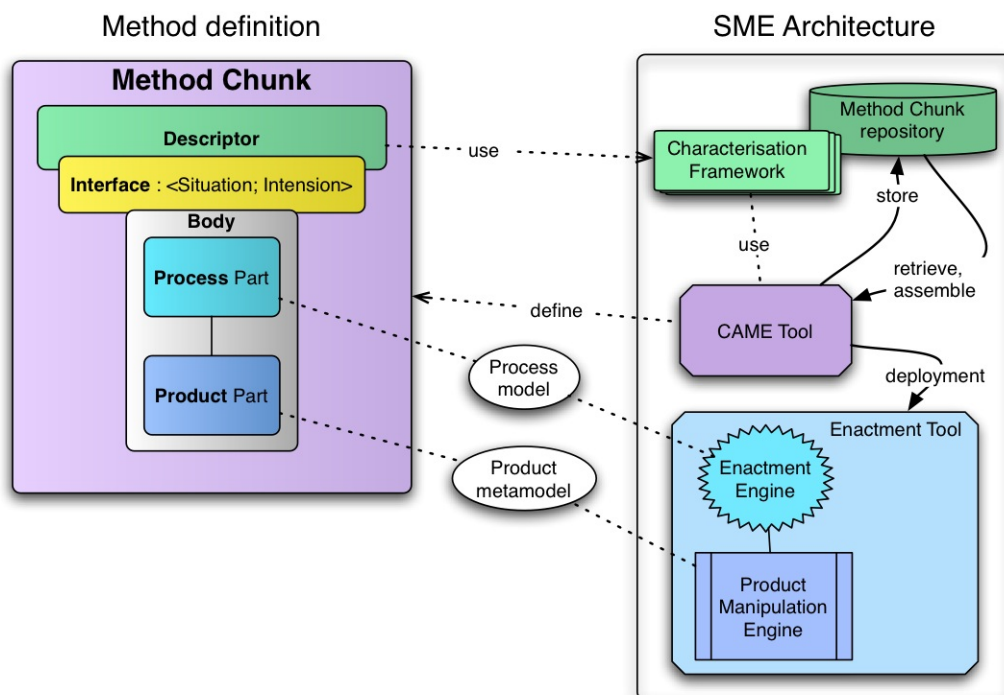 Method definition
Method Chunk
Descriptor
Interface : <Situation; Intension>
Body
Process Part
Product Part
use
define
Process
model
Product
metamodel
SME Architecture
Method Chunk
repository
Characterisation
Framework
store
use
retrieve,
assemble
CAME Tool
deployment
Enactment Tool
Enactment
Engine
Product
Manipulation
Engine